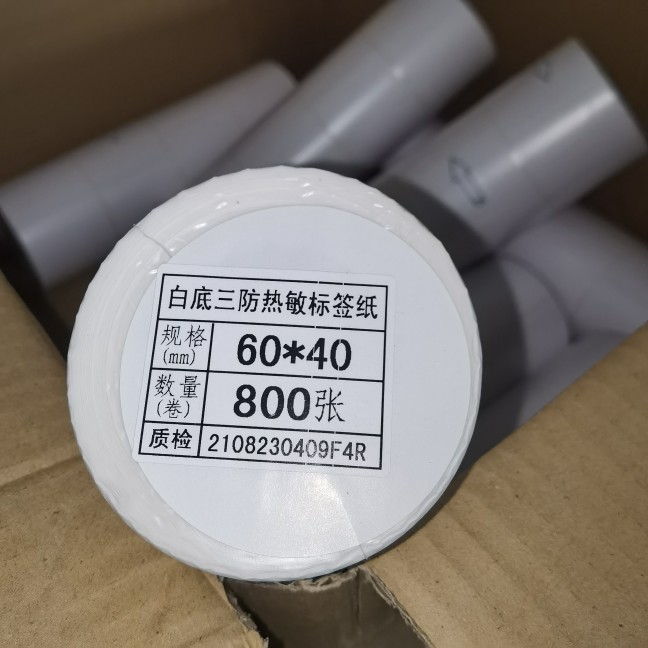 白底三防热敏标签纸
规格 (mm) 60*40
数量 (卷) 800张
质检 2108230409F4R